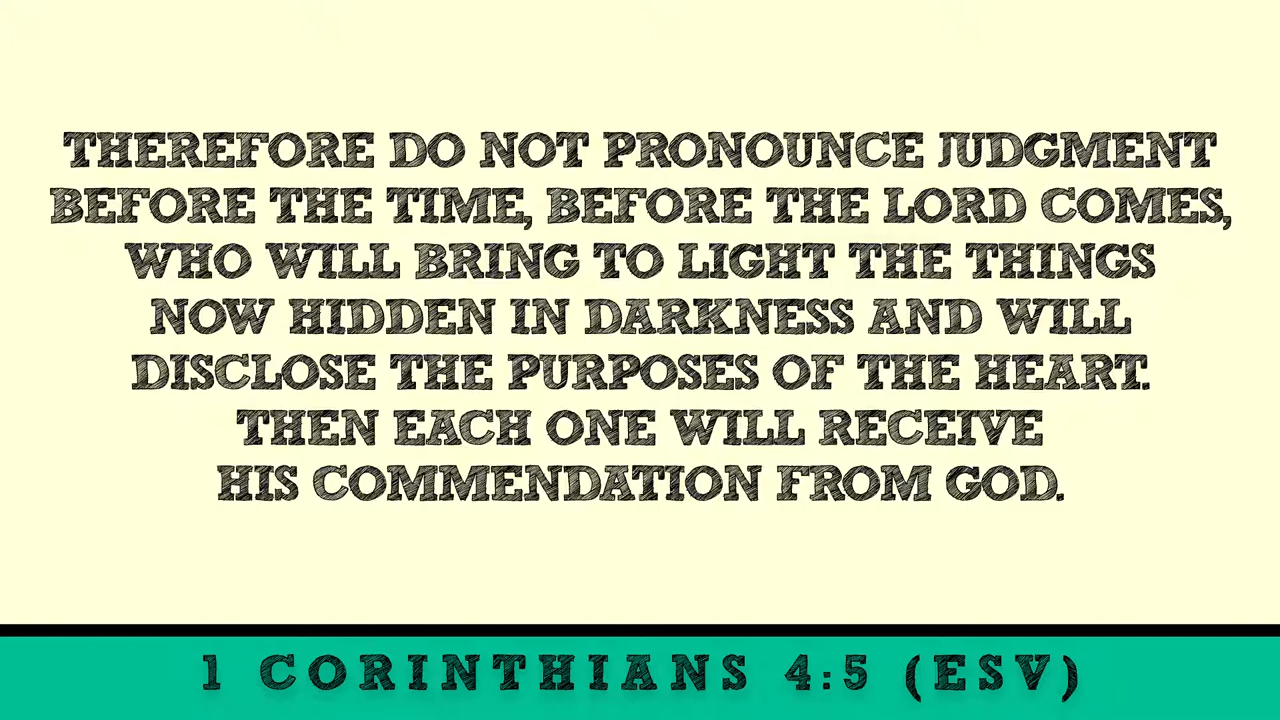 THEREFORE DO NOT PRONOUNCE JUDGMENT
BEFORE THE TIME, BEFORE THE LORD COMES,
WHO WILL BRING TO LIGHT THE THINGS
NOW HIDDEN IN DARKNESS AND WILL
DISCLOSE THE PURPOSES OF THE HEART.
THEN EACH ONE WILL RECEIVE
HIS COMMENDATION FROM GOD.
1 CORINTHIANS 4:5 (ESV)